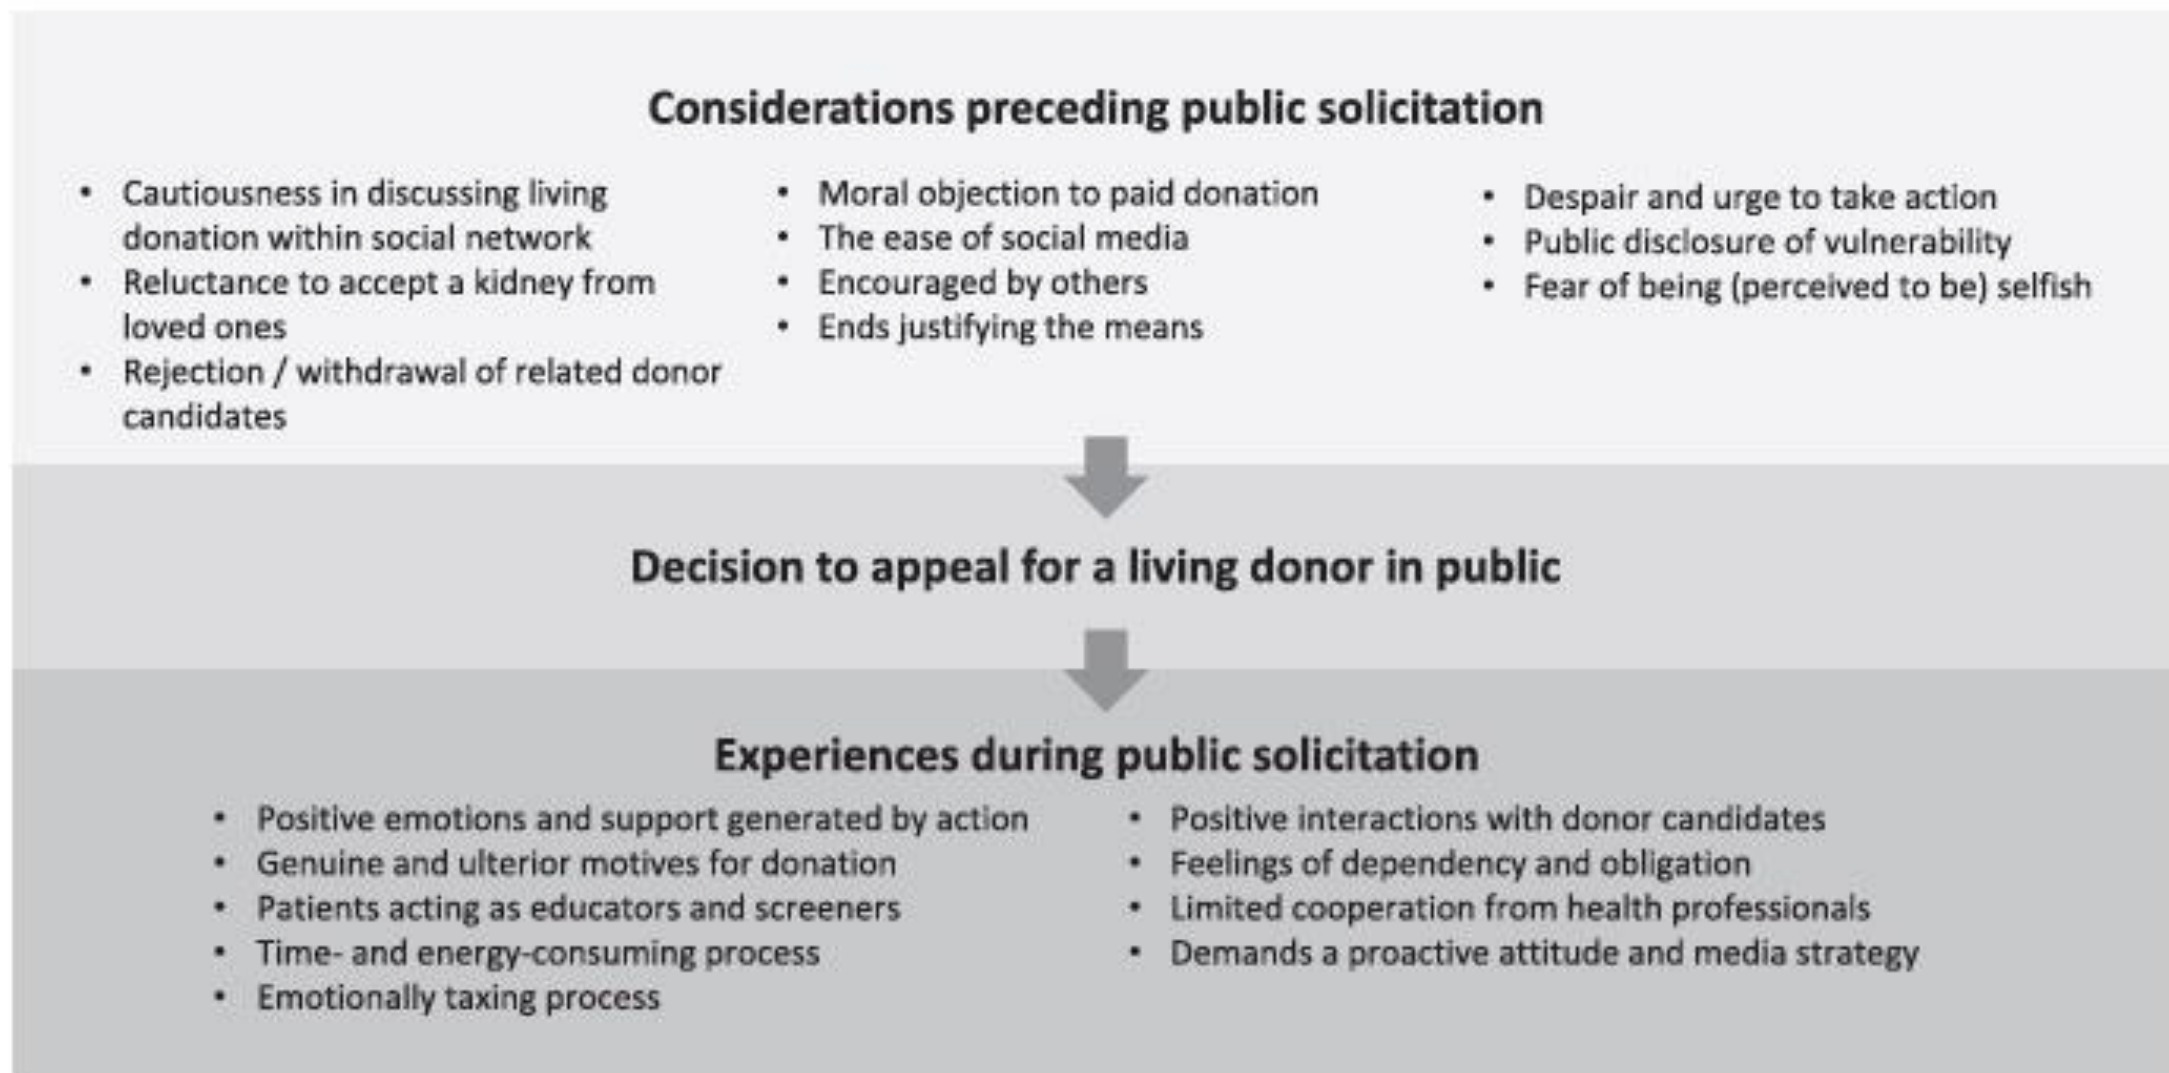 Considerations preceding public solicitation
• Cautiousness in discussing living
donation within social network
• Reluctance to accept a kidney from
loved ones
• Rejection / withdrawal of related donor
candidates
• Moral objection to paid donation
• The ease of social media
• Encouraged by others
• Ends justifying the means
• Despair and urge to take action
• Public disclosure of vulnerability
• Fear of being (perceived to be) selfish
Decision to appeal for a living donor in public
Experiences during public solicitation
• Positive emotions and support generated by action
• Genuine and ulterior motives for donation
• Patients acting as educators and screeners
• Time- and energy-consuming process
• Emotionally taxing process
• Positive interactions with donor candidates
• Feelings of dependency and obligation
• Limited cooperation from health professionals
• Demands a proactive attitude and media strategy